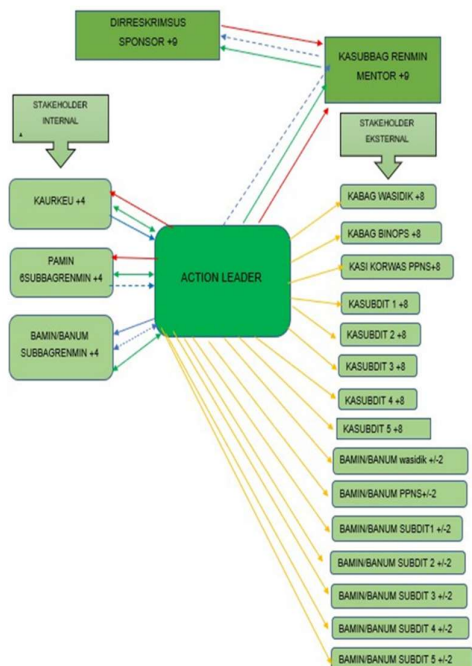 DIRRESKRIMSUS
SPONSOR +9
KASUBBAG RENMIN
MENTOR +9
STAKEHOLDER
INTERNAL
STAKEHOLDER
EKSTERNAL
KAURKEU +4
PAMIN
6SUBBAGRENMIN +4
BAMIN/BANUM
SUBBAGRENMIN +4
ACTION LEADER
KABAG WASIDIK +8
KABAG BINOPS +8
KASI KORWAS PPNS+8
KASUBDIT 1 +8
KASUBDIT 2 +8
KASUBDIT 3 +8
KASUBDIT 4 +8
KASUBDIT 5 +8
BAMIN/BANUM wasidik +/-2
BAMIN/BANUM PPNS+/-2
BAMIN/BANUM SUBDIT1 +/-2
BAMIN/BANUM SUBDIT 2 +/-2
BAMIN/BANUM SUBDIT 3 +/-2
BAMIN/BANUM SUBDIT 4 +/-2
BAMIN/BANUM SUBDIT 5 +/-2